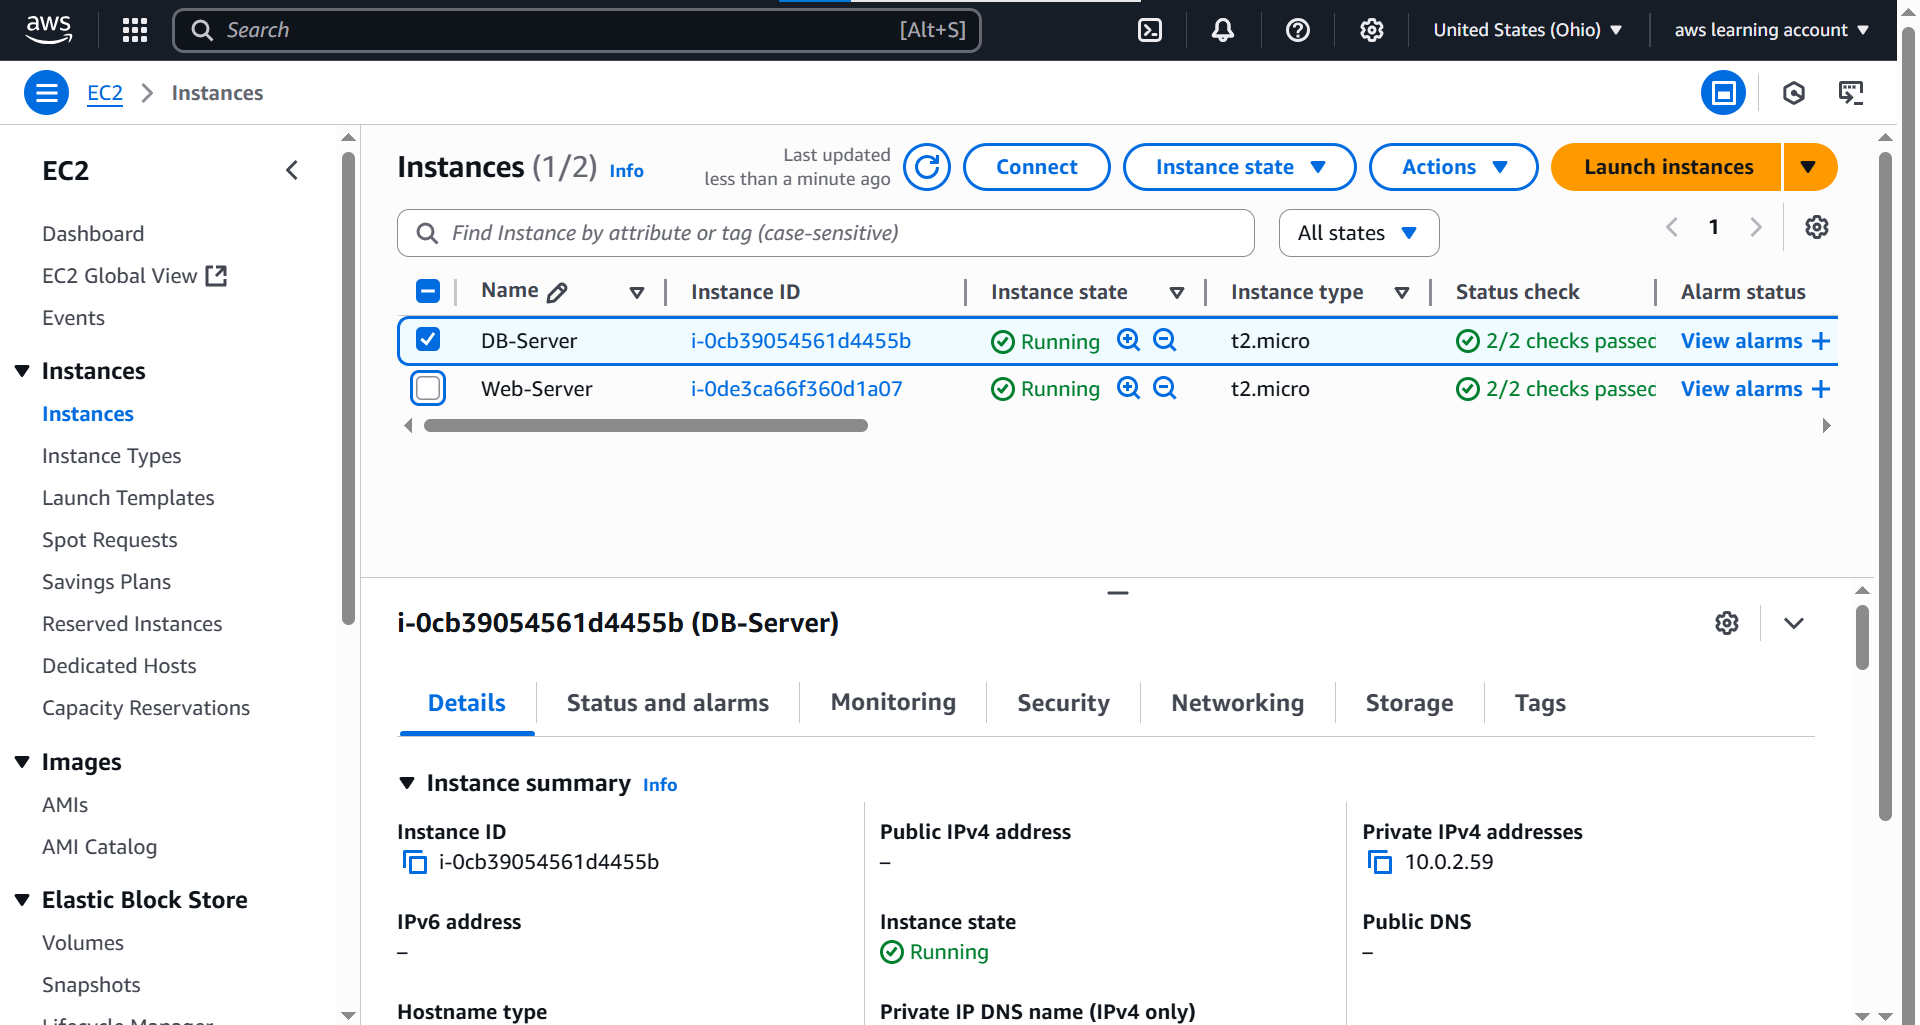 aws
Search
[Alt+S]
United States (Ohio)
aws learning account
EC2
Instances
EC2
Dashboard
EC2 Global View
Events
Instances
Instances
Instance Types
Launch Templates
Spot Requests
Savings Plans
Reserved Instances
Dedicated Hosts
Capacity Reservations
Images
AMIs
AMI Catalog
Elastic Block Store
Volumes
Snapshots
Lifecycle Manager
Instances (1/2) Info
Last updated
less than a minute ago
Connect
Instance state
Actions
Launch instances
Find Instance by attribute or tag (case-sensitive)
All states
1
Name Instance ID Instance state Instance type Status check Alarm status
DB-Server i-0cb39054561d4455b Running t2.micro 2/2 checks passed View alarms +
Web-Server i-0de3ca66f360d1a07 Running t2.micro 2/2 checks passed View alarms +
i-0cb39054561d4455b (DB-Server)
Details Status and alarms Monitoring Security Networking Storage Tags
Instance summary Info
Instance ID
i-0cb39054561d4455b
Public IPv4 address
–
Private IPv4 addresses
10.0.2.59
IPv6 address
–
Instance state
Running
Public DNS
–
Hostname type
Private IP DNS name (IPv4 only)